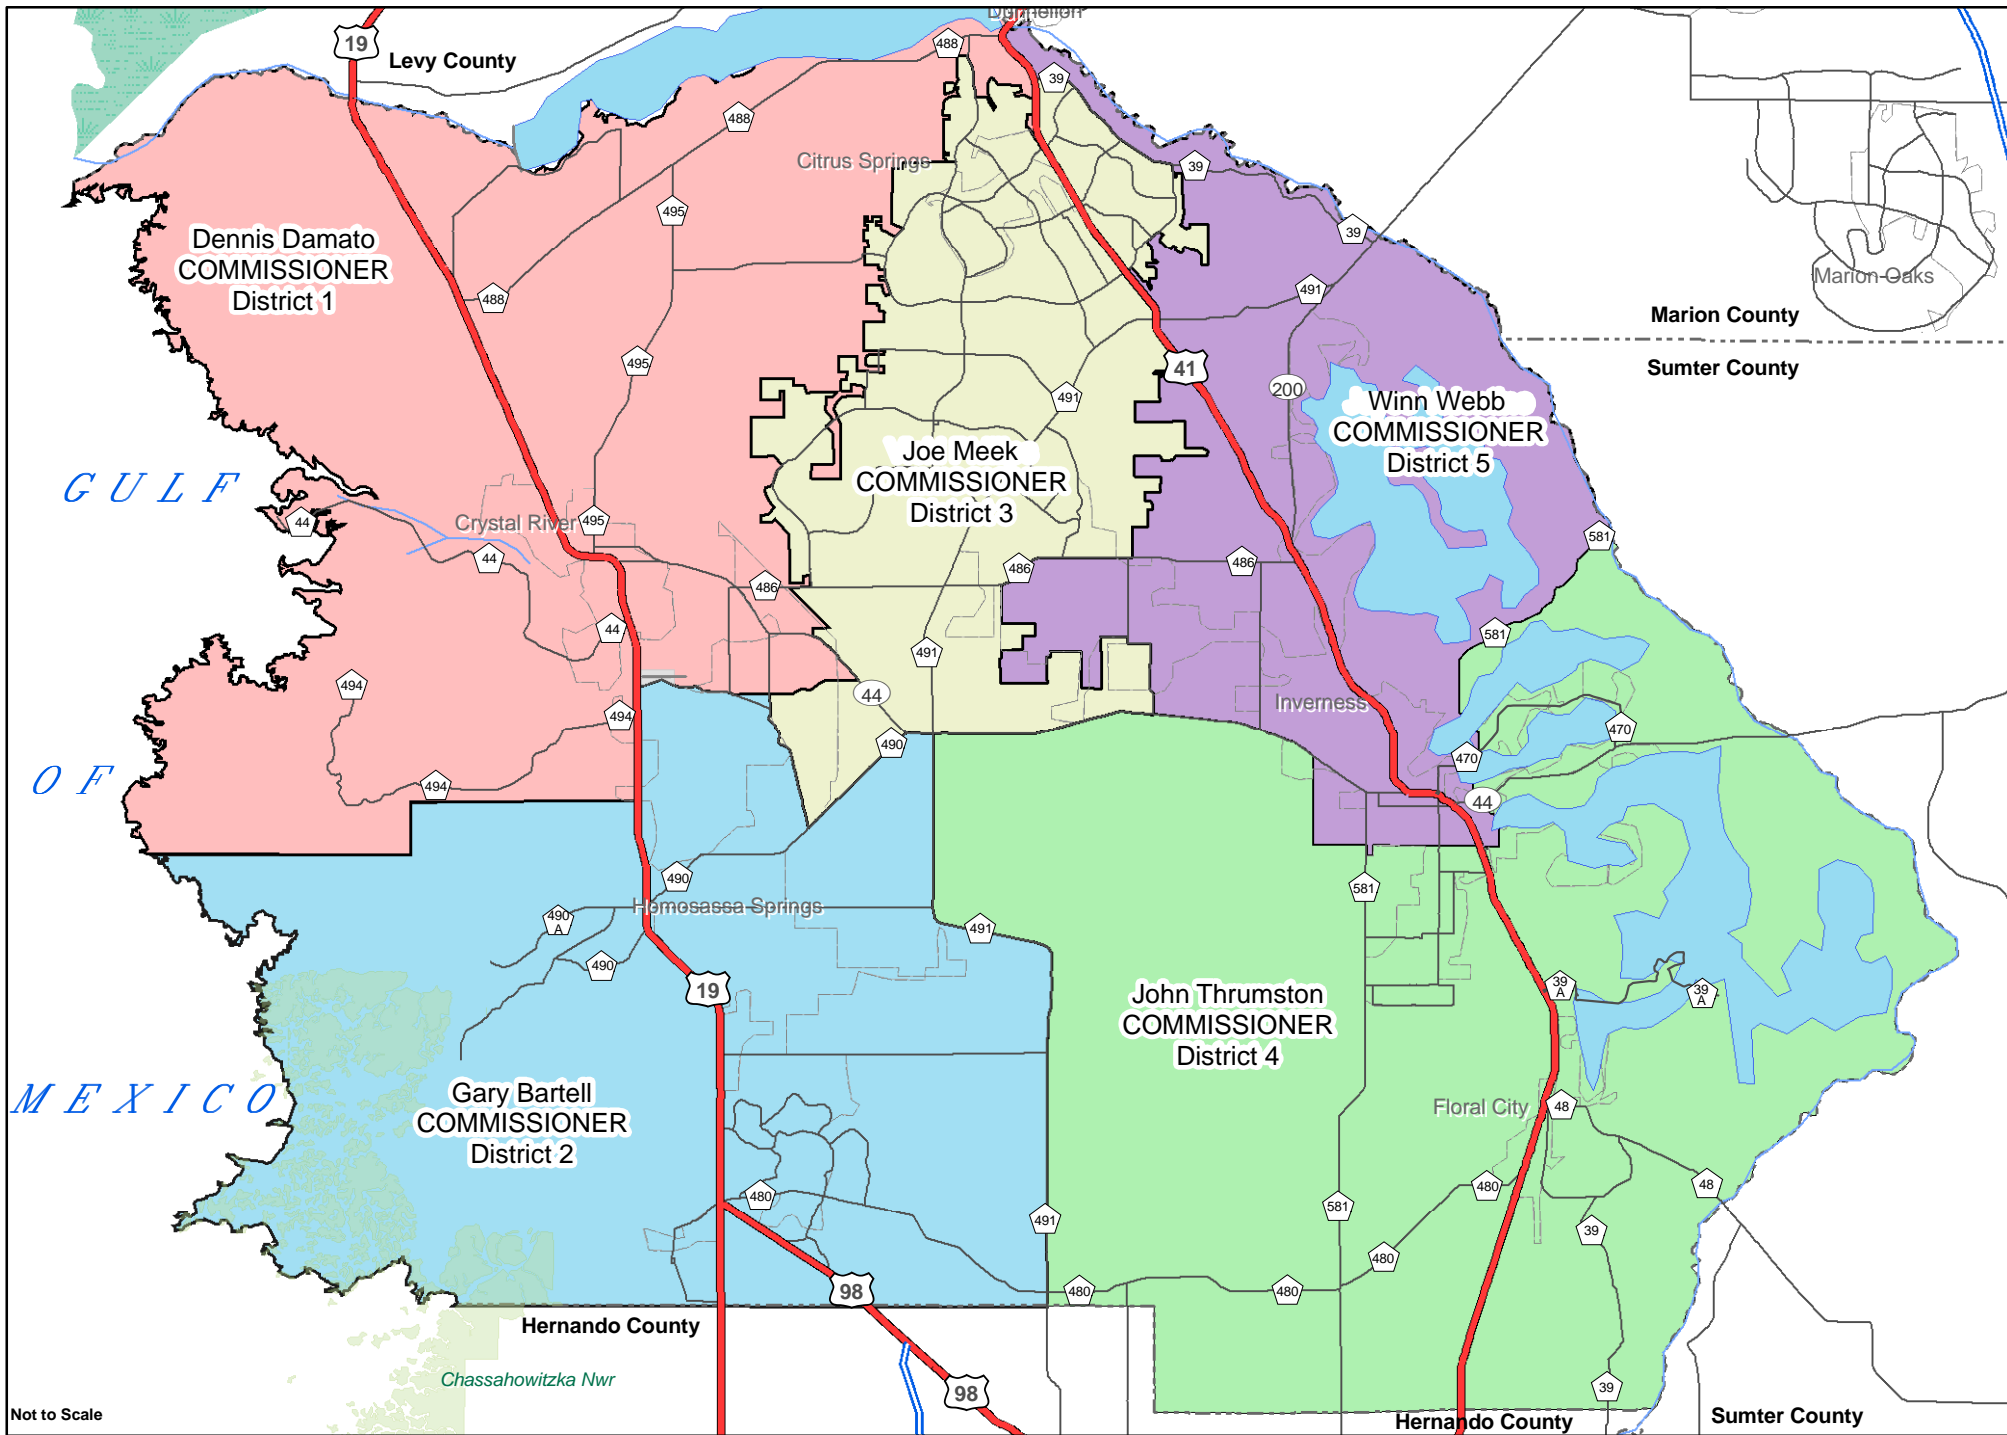 Dunnellon
19
Levy County
488
39
488
Citrus Springs
39
495
39
Dennis Damato
COMMISSIONER
District 1
488
491
Marion Oaks
Marion County
Sumter County
495
41
200
491
Winn Webb
COMMISSIONER
District 5
Joe Meek
COMMISSIONER
District 3
GULF
44
Crystal River
495
44
581
486
486
486
44
581
491
494
44
494
Inverness
490
470
470
OF
494
44
490
581
Homosassa Springs
490
A
491
490
19
John Thrumston
COMMISSIONER
District 4
39
A
39
A
MEXICO
Gary Bartell
COMMISSIONER
District 2
Floral City
48
480
480
48
491
581
39
480
98
480
480
Hernando County
Chassahowitzka Nwr
98
39
Not to Scale
Hernando County
Sumter County